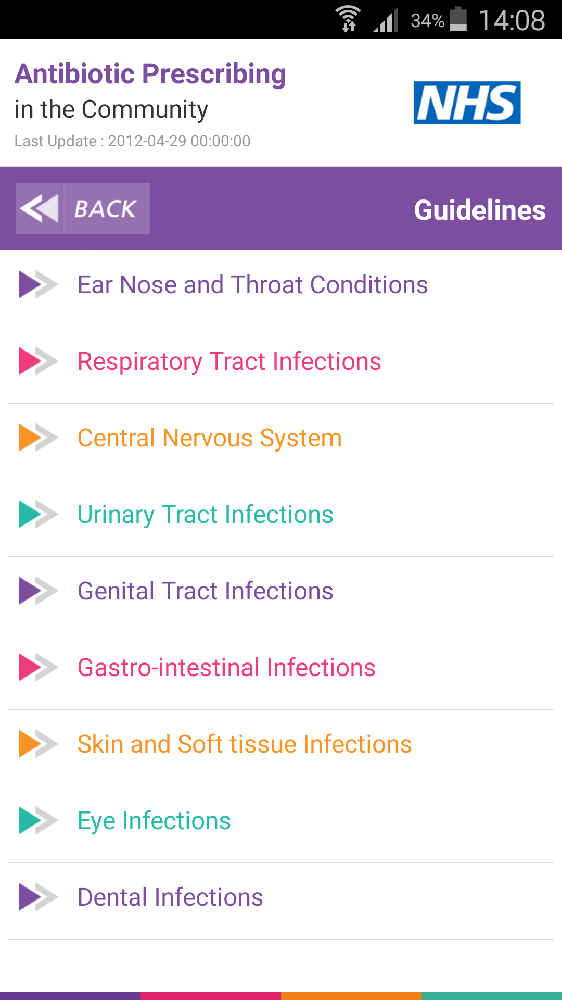 34% 14:08
Antibiotic Prescribing
in the Community
NHS
Last Update : 2012-04-29 00:00:00
BACK
Guidelines
Ear Nose and Throat Conditions
Respiratory Tract Infections
Central Nervous System
Urinary Tract Infections
Genital Tract Infections
Gastro-intestinal Infections
Skin and Soft tissue Infections
Eye Infections
Dental Infections